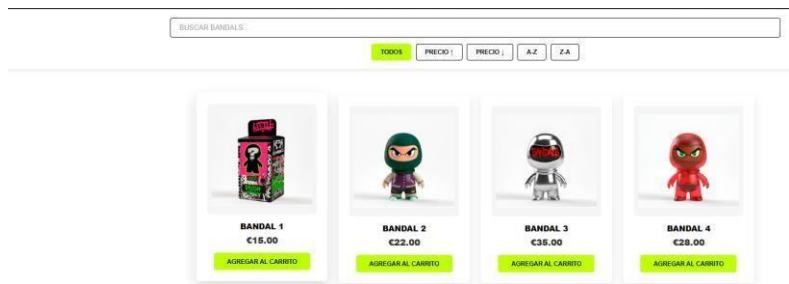 BUSCAR BANDALS...
TODOS PRECIO ↑ PRECIO ↓ A-Z Z-A
BANDALS
BANDAL 1 BANDAL 2 BANDAL 3 BANDAL 4
€15.00 €22.00 €35.00 €28.00
AGREGAR AL CARRITO AGREGAR AL CARRITO AGREGAR AL CARRITO AGREGAR AL CARRITO